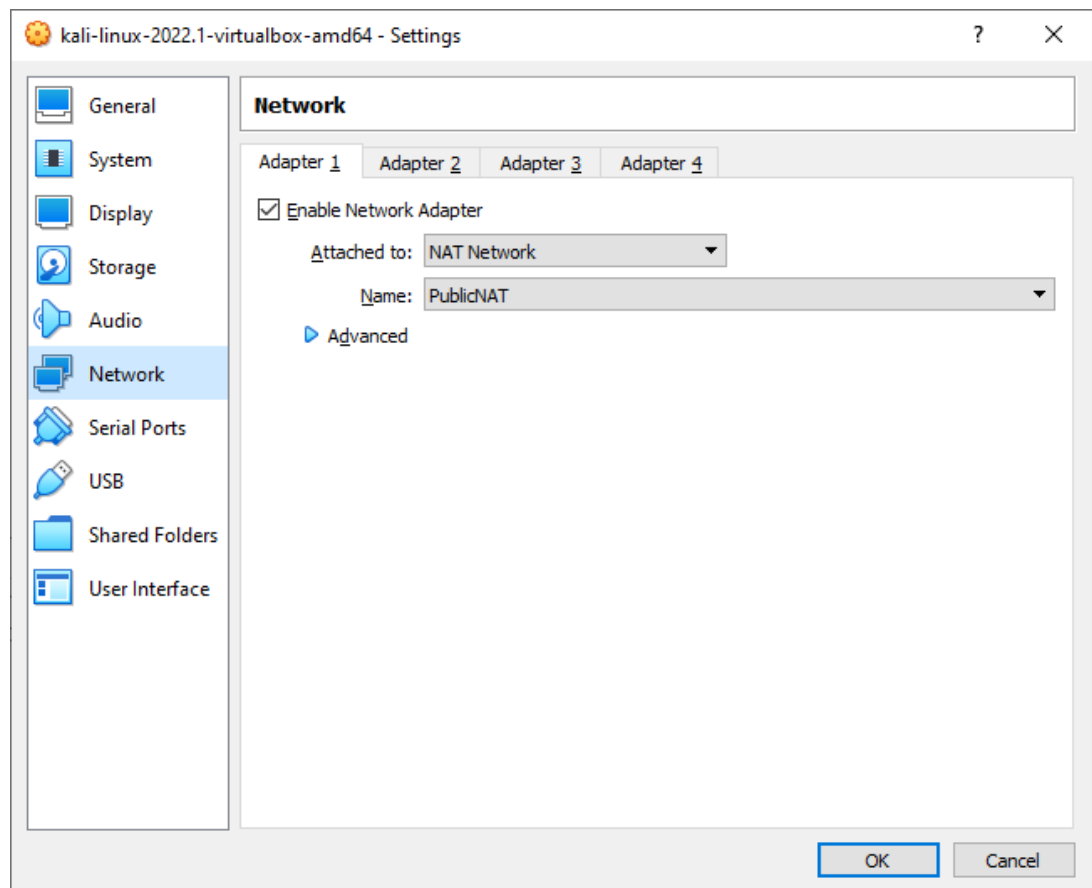 kali-linux-2022.1-virtualbox-amd64 - Settings ?
General
System
Display
Storage
Audio
Network
Serial Ports
USB
Shared Folders
User Interface
Network
Adapter 1 Adapter 2 Adapter 3 Adapter 4
Enable Network Adapter
Attached to: NAT Network
Name: PublicNAT
Advanced
OK Cancel